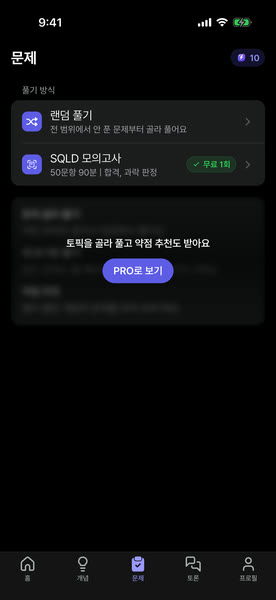 9:41
문제
10
풀기 방식
랜덤 풀기
전 범위에서 안 푼 문제부터 골라 풀어요
SQLD 모의고사
50문항 90분 | 합격, 과락 판정
무료 1회
토픽을 골라 풀고 약점 추천도 받아요
PRO로 보기
홈
개념
문제
토론
프로필